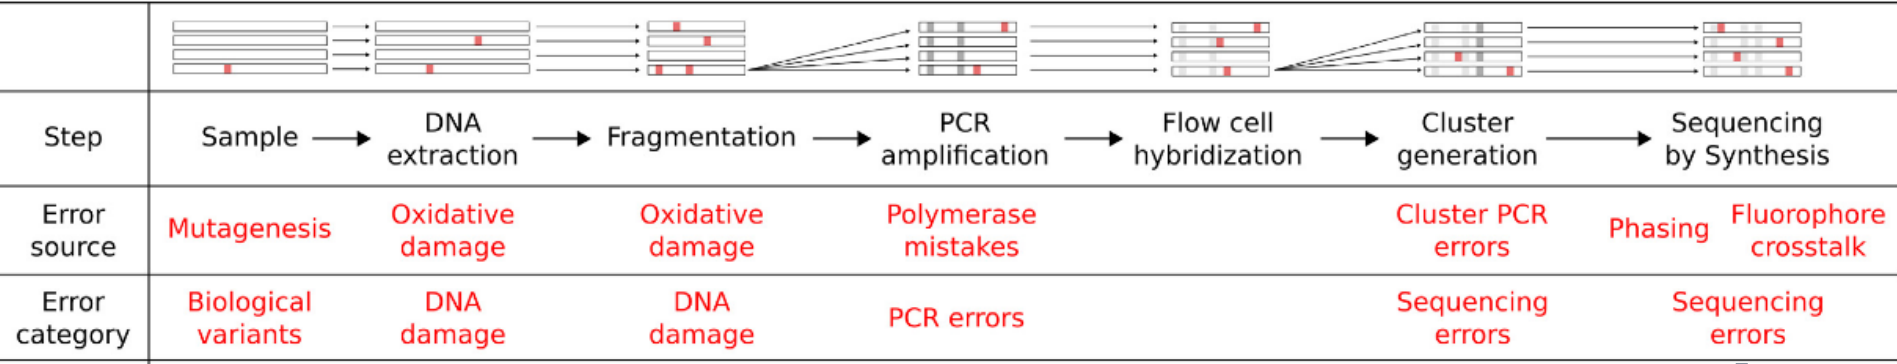 Step
Sample
DNA
extraction
Fragmentation
PCR
amplification
Flow cell
hybridization
Cluster
generation
Sequencing
by Synthesis
Error
source
Mutagenesis
Oxidative
damage
Oxidative
damage
Polymerase
mistakes
Cluster PCR
errors
Phasing
Fluorophore
crosstalk
Error
category
Biological
variants
DNA
damage
DNA
damage
PCR errors
Sequencing
errors
Sequencing
errors